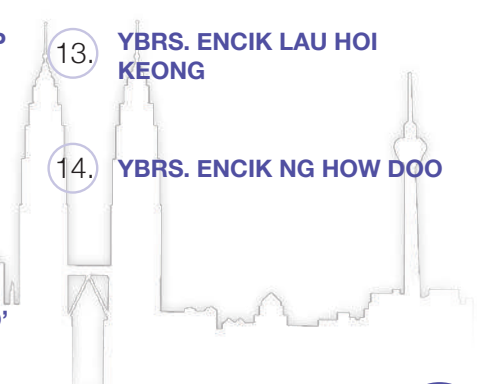 13. YBRS. ENCIK LAU HOI
KEONG
14. YBRS. ENCIK NG HOW DOO